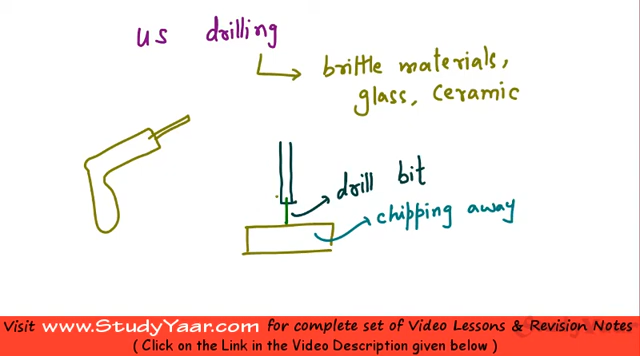 us drilling
brittle materials,
glass, ceramic
drill bit
chipping away
Visit www.StudyYaar.com for complete set of Video Lessons & Revision Notes
( Click on the Link in the Video Description given below )